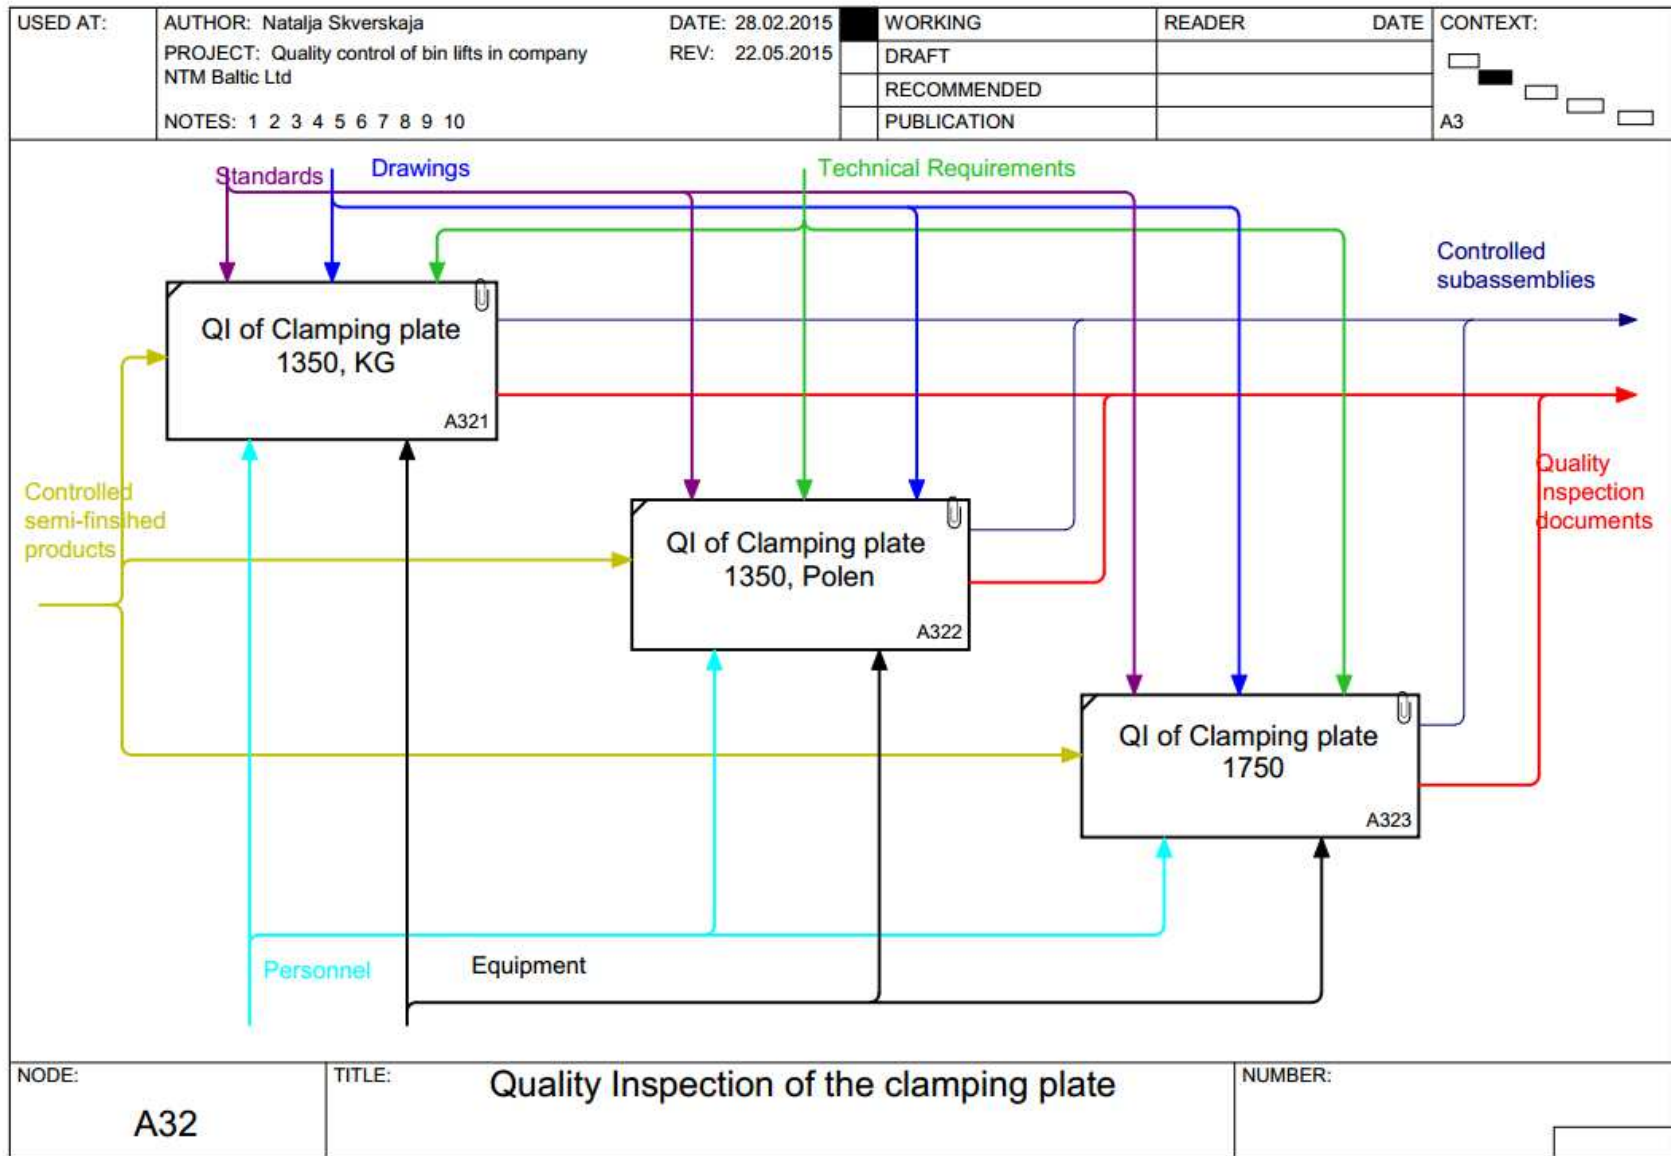 USED AT:
AUTHOR: Natalja Skverskaja
DATE: 28.02.2015
WORKING
READER
DATE
CONTEXT:
PROJECT: Quality control of bin lifts in company
NTM Baltic Ltd
REV: 22.05.2015
DRAFT
RECOMMENDED
NOTES: 1 2 3 4 5 6 7 8 9 10
PUBLICATION
A3
Standards
Drawings
Technical Requirements
Controlled
subassemblies
QI of Clamping plate
1350, KG
A321
Controlled
semi-finsihed
products
Quality
inspection
documents
QI of Clamping plate
1350, Polen
A322
QI of Clamping plate
1750
A323
Personnel
Equipment
NODE:
A32
TITLE:
Quality Inspection of the clamping plate
NUMBER: